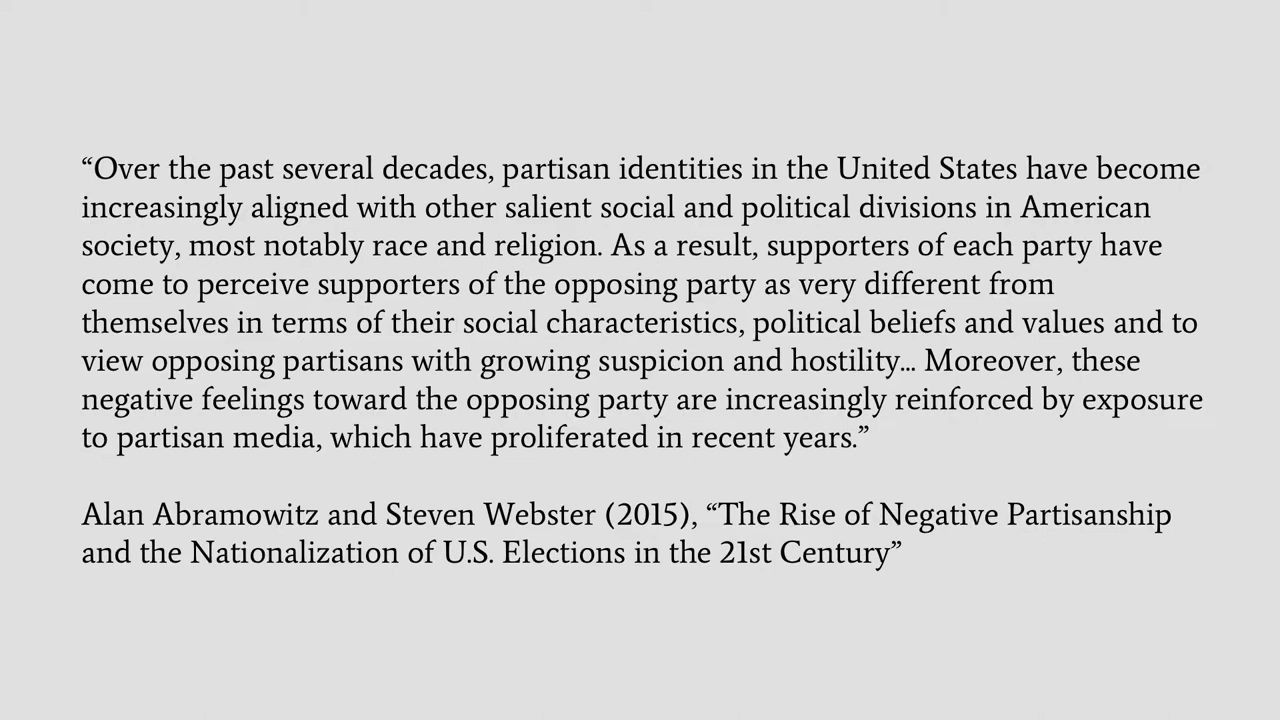 “Over the past several decades, partisan identities in the United States have become
increasingly aligned with other salient social and political divisions in American
society, most notably race and religion. As a result, supporters of each party have
come to perceive supporters of the opposing party as very different from
themselves in terms of their social characteristics, political beliefs and values and to
view opposing partisans with growing suspicion and hostility... Moreover, these
negative feelings toward the opposing party are increasingly reinforced by exposure
to partisan media, which have proliferated in recent years.”
Alan Abramowitz and Steven Webster (2015), “The Rise of Negative Partisanship
and the Nationalization of U.S. Elections in the 21st Century”